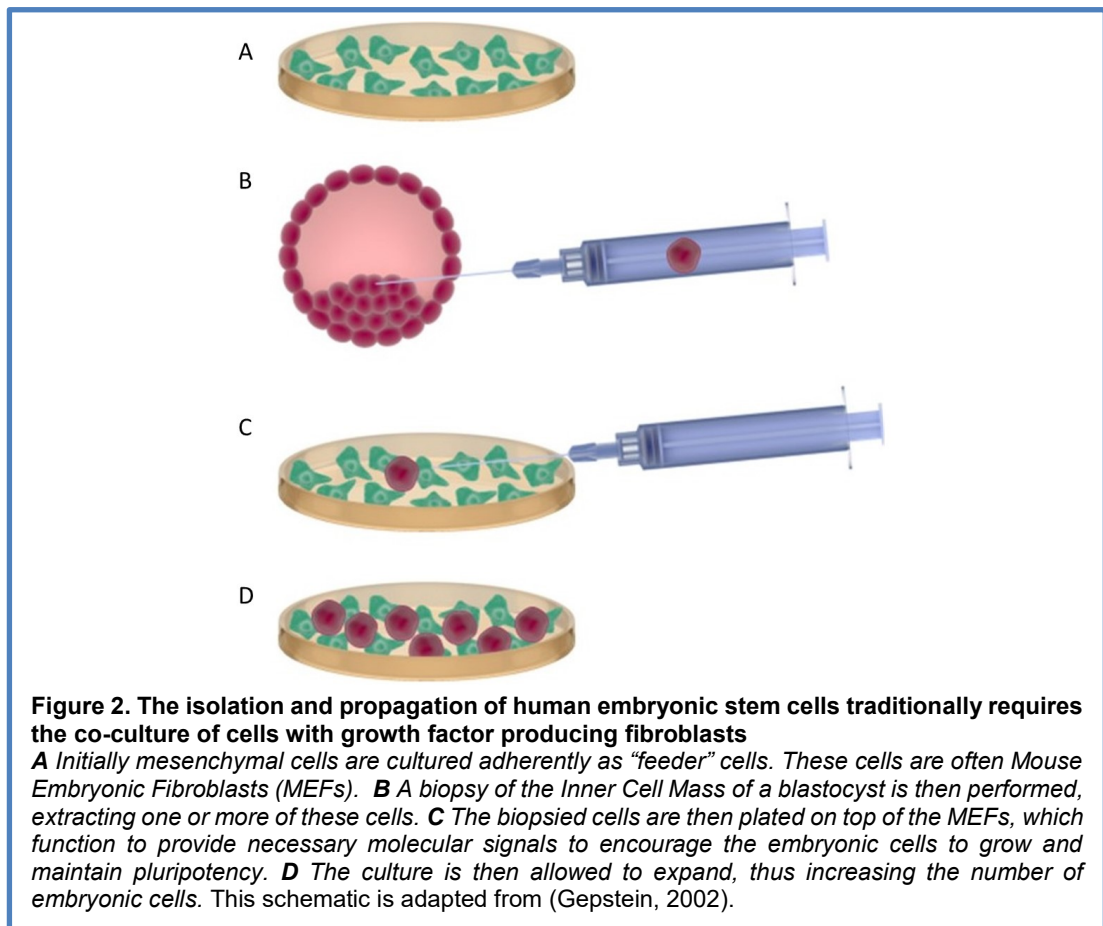 A
B
C
D
Figure 2. The isolation and propagation of human embryonic stem cells traditionally requires
the co-culture of cells with growth factor producing fibroblasts
A Initially mesenchymal cells are cultured adherently as “feeder” cells. These cells are often Mouse
Embryonic Fibroblasts (MEFs). B A biopsy of the Inner Cell Mass of a blastocyst is then performed,
extracting one or more of these cells. C The biopsied cells are then plated on top of the MEFs, which
function to provide necessary molecular signals to encourage the embryonic cells to grow and
maintain pluripotency. D The culture is then allowed to expand, thus increasing the number of
embryonic cells. This schematic is adapted from (Gepstein, 2002).